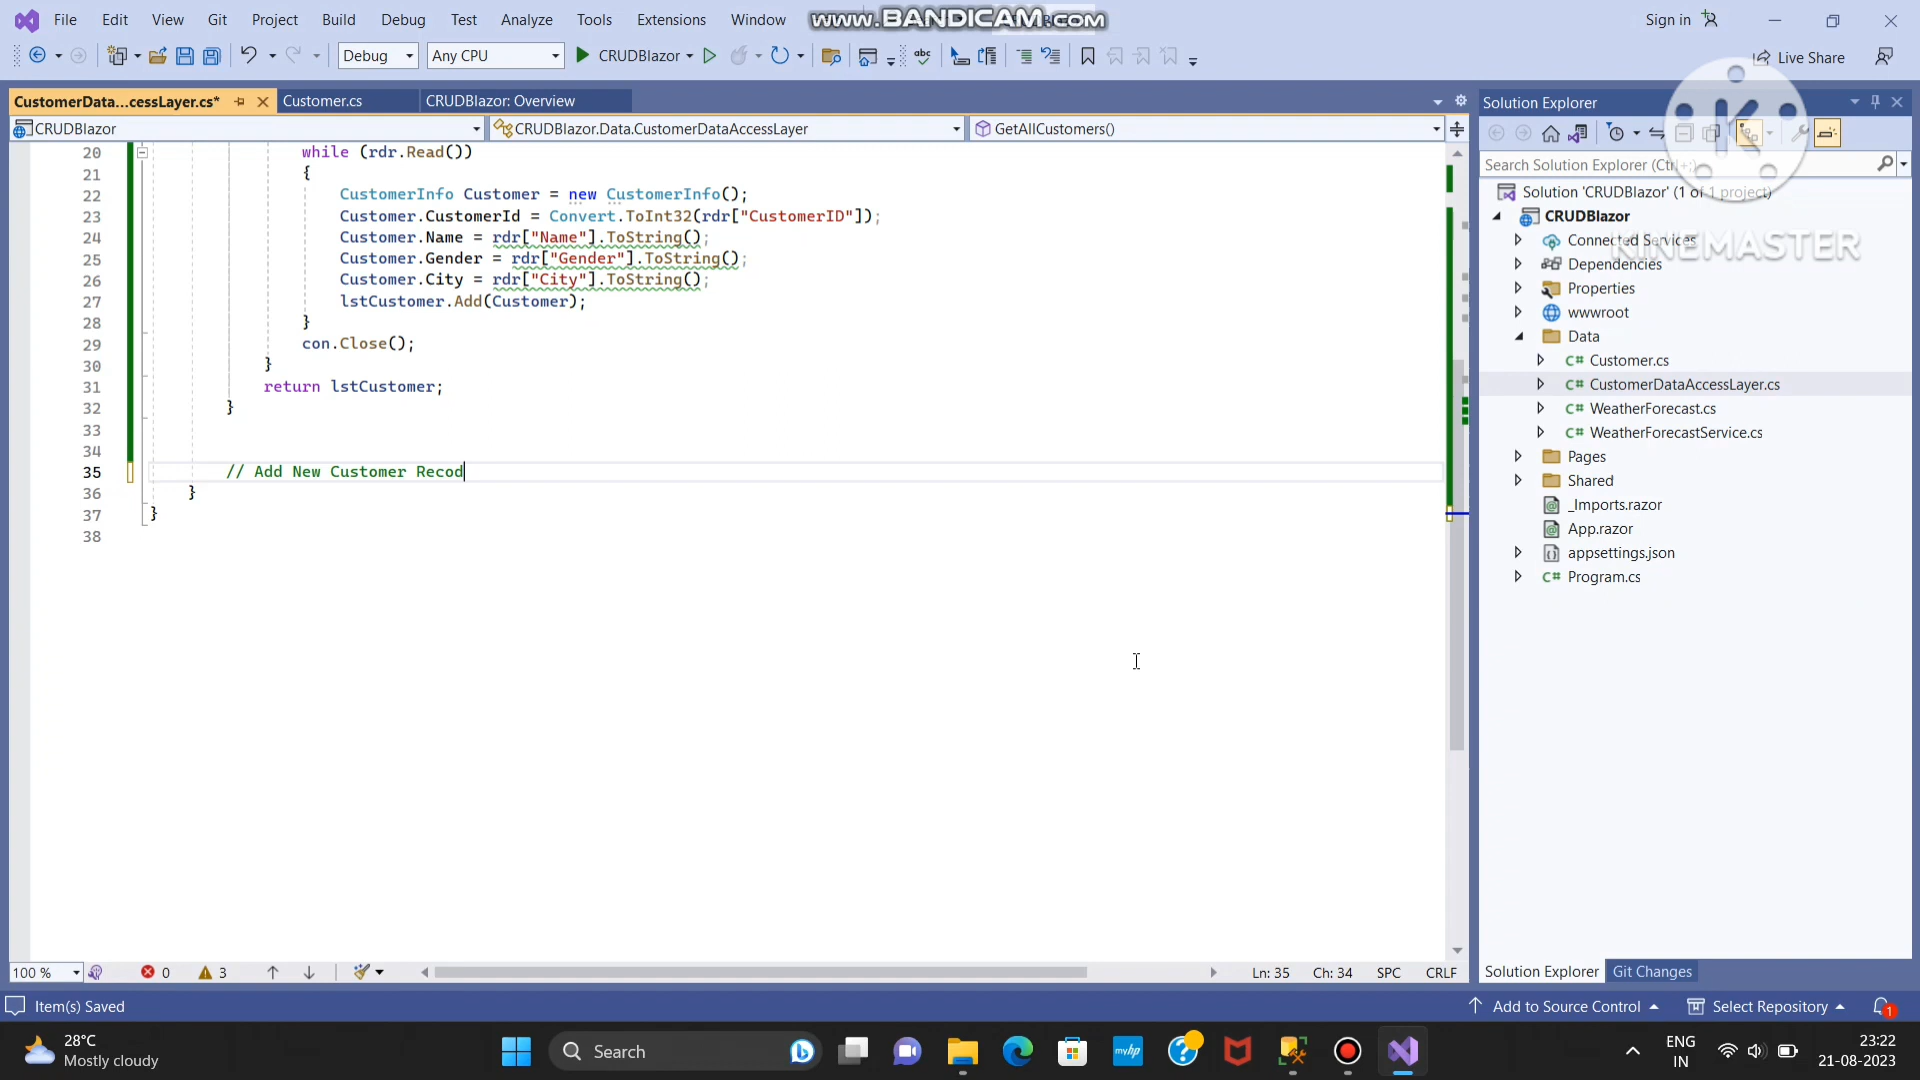 File Edit View Git Project Build Debug Test Analyze Tools Extensions Window
www.BANDICAM.com
Sign in
Debug Any CPU CRUDBlazor Live Share
CustomerData...cessLayer.cs* Customer.cs CRUDBlazor: Overview
CRUDBlazor CRUDBlazor.Data.CustomerDataAccessLayer GetAllCustomers()
20 while (rdr.Read())
21 {
22 CustomerInfo Customer = new CustomerInfo();
23 Customer.CustomerId = Convert.ToInt32(rdr["CustomerID"]);
24 Customer.Name = rdr["Name"].ToString();
25 Customer.Gender = rdr["Gender"].ToString();
26 Customer.City = rdr["City"].ToString();
27 lstCustomer.Add(Customer);
28 }
29 con.Close();
30 }
31 return lstCustomer;
32 }
33
34
35 // Add New Customer Recod
36 }
37 }
38
100 % 0 3 Ln: 35 Ch: 34 SPC CRLF
Solution Explorer
Search Solution Explorer (Ctrl+;)
Solution 'CRUDBlazor' (1 of 1 project)
CRUDBlazor
Connected Services
KINEMASTER
Dependencies
Properties
wwwroot
Data
C# Customer.cs
C# CustomerDataAccessLayer.cs
C# WeatherForecast.cs
C# WeatherForecastService.cs
Pages
Shared
_Imports.razor
App.razor
appsettings.json
C# Program.cs
Solution Explorer Git Changes
Item(s) Saved Add to Source Control Select Repository 1
28°C
Mostly cloudy
Search
myhp
ENG
IN
23:22
21-08-2023